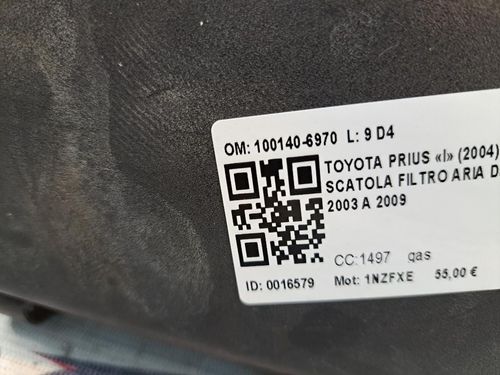 OM: 100140-6970 L: 9 D4
TOYOTA PRIUS «I» (2004)
SCATOLA FILTRO ARIA D
2003 A 2009
CC:1497 gas
ID: 0016579 Mot: 1NZFXE 55,00 €